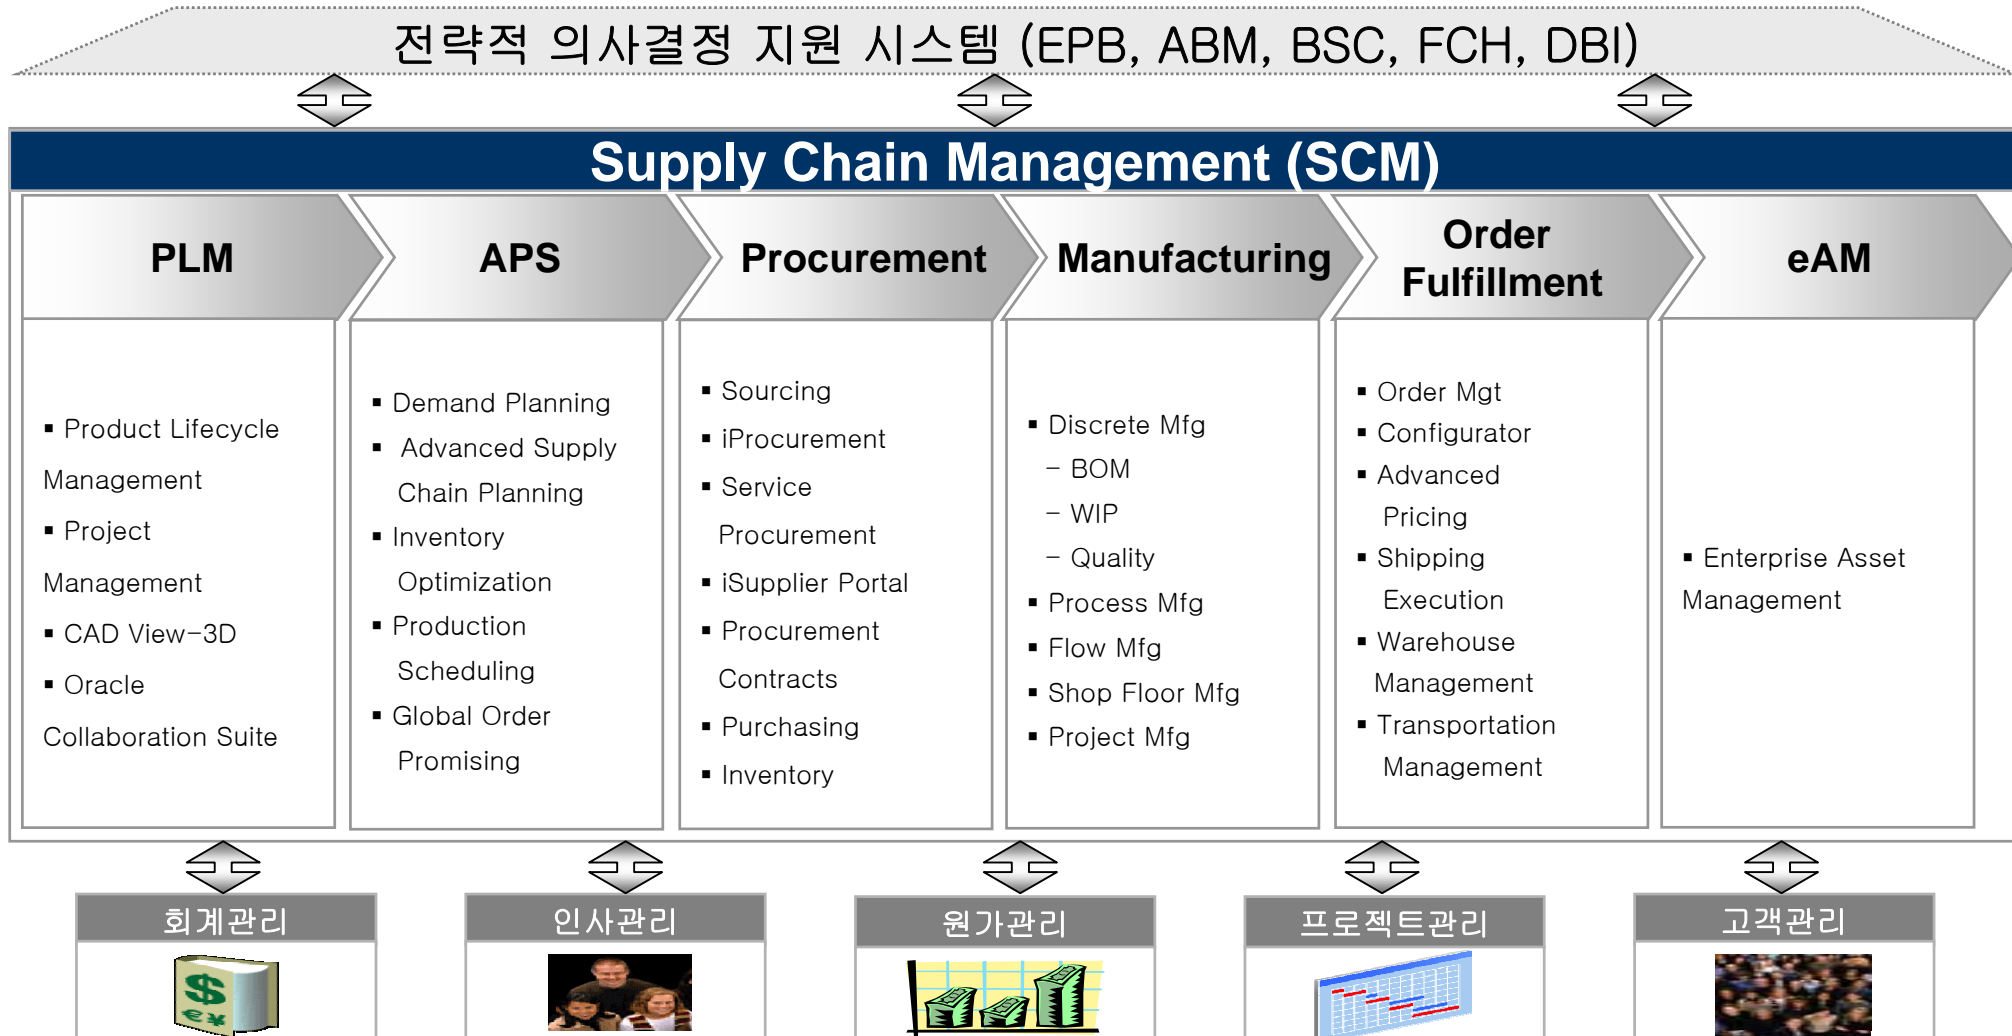 전략적 의사결정 지원 시스템 (EPB, ABM, BSC, FCH, DBI)
Supply Chain Management (SCM)
PLM
▪ Product Lifecycle
Management
▪ Project
Management
▪ CAD View-3D
▪ Oracle
Collaboration Suite
APS
▪ Demand Planning
▪ Advanced Supply
Chain Planning
▪ Inventory
Optimization
▪ Production
Scheduling
▪ Global Order
Promising
Procurement
▪ Sourcing
▪ iProcurement
▪ Service
Procurement
▪ iSupplier Portal
▪ Procurement
Contracts
▪ Purchasing
▪ Inventory
Manufacturing
▪ Discrete Mfg
- BOM
- WIP
- Quality
▪ Process Mfg
▪ Flow Mfg
▪ Shop Floor Mfg
▪ Project Mfg
Order
Fulfillment
▪ Order Mgt
▪ Configurator
▪ Advanced
Pricing
▪ Shipping
Execution
▪ Warehouse
Management
▪ Transportation
Management
eAM
▪ Enterprise Asset
Management
회계관리
인사관리
원가관리
프로젝트관리
고객관리
$
€¥